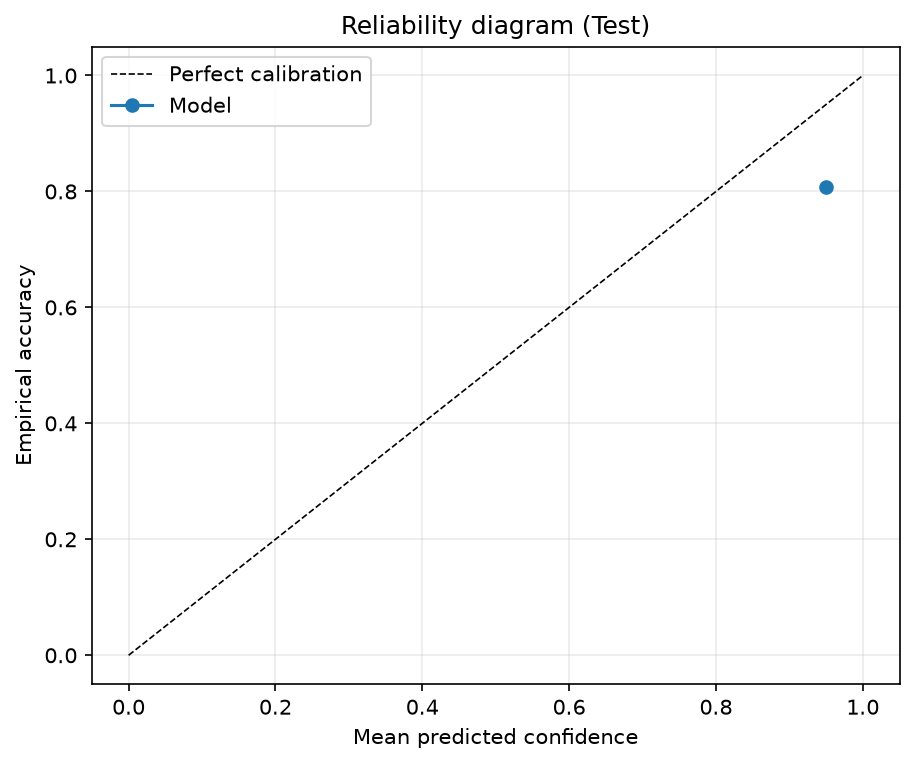 Reliability diagram (Test)
Perfect calibration
Model
1.0
0.8
0.6
0.4
0.2
0.0
Empirical accuracy
0.0 0.2 0.4 0.6 0.8 1.0
Mean predicted confidence